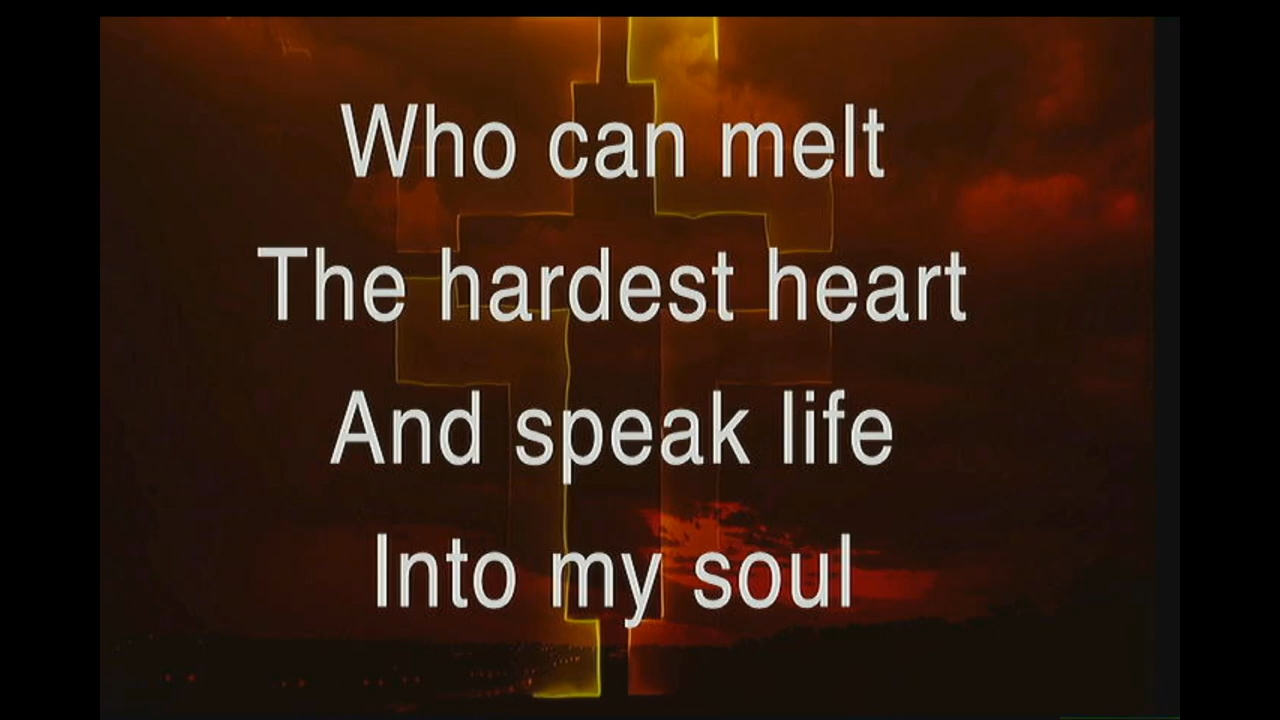 Who can melt
The hardest heart
And speak life
Into my soul